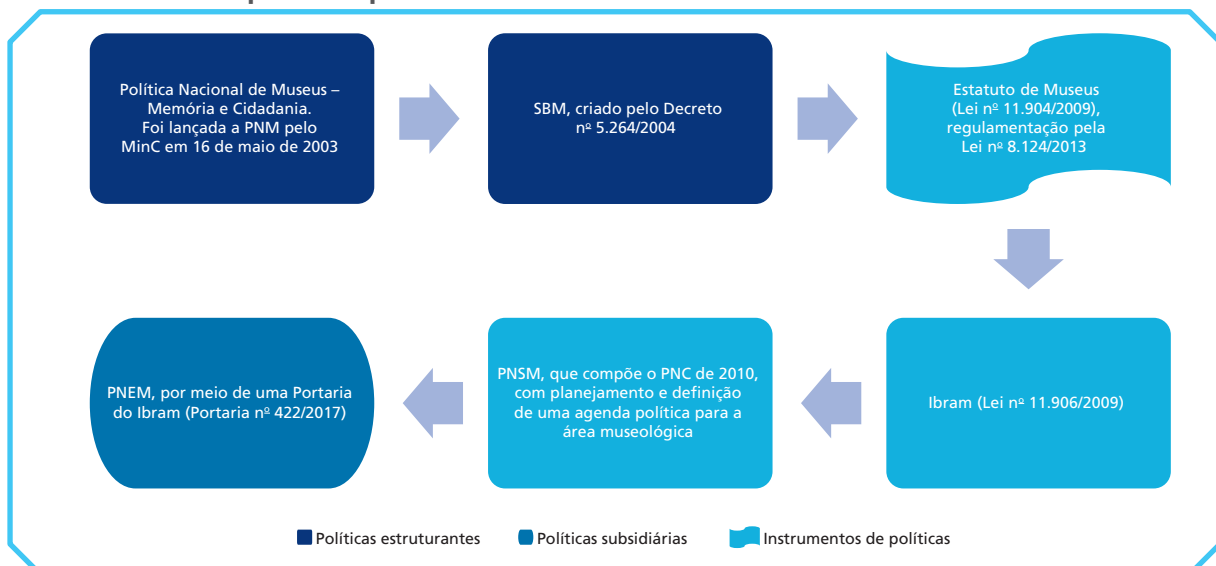 Política Nacional de Museus –
Memória e Cidadania.
Foi lançada a PNM pelo
MinC em 16 de maio de 2003
SBM, criado pelo Decreto
nº 5.264/2004
Estatuto de Museus
(Lei nº 11.904/2009),
regulamentação pela
Lei nº 8.124/2013
Ibram (Lei nº 11.906/2009)
PNSM, que compõe o PNC de 2010,
com planejamento e definição
de uma agenda política para a
área museológica
PNEM, por meio de uma Portaria
do Ibram (Portaria nº 422/2017)
Políticas estruturantes
Políticas subsidiárias
Instrumentos de políticas